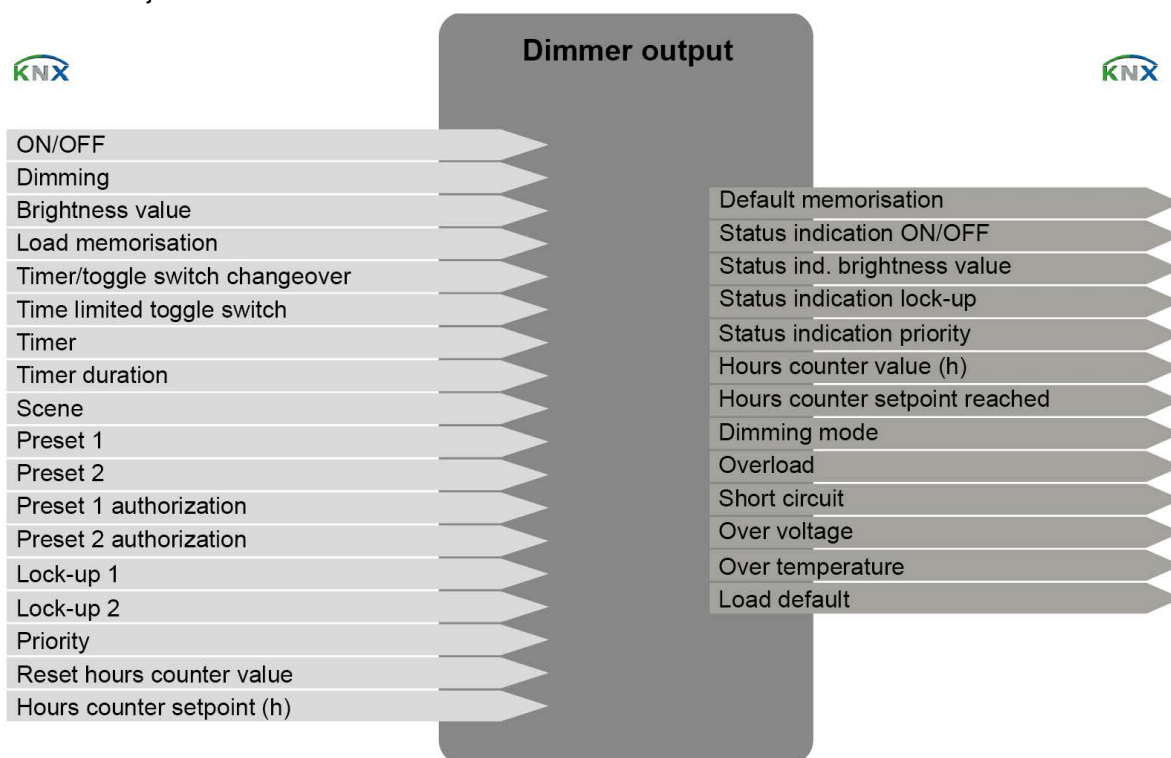 Dimmer output
KNX
KNX
ON/OFF
Dimming
Brightness value
Load memorisation
Timer/toggle switch changeover
Time limited toggle switch
Timer
Timer duration
Scene
Preset 1
Preset 2
Preset 1 authorization
Preset 2 authorization
Lock-up 1
Lock-up 2
Priority
Reset hours counter value
Hours counter setpoint (h)
Default memorisation
Status indication ON/OFF
Status ind. brightness value
Status indication lock-up
Status indication priority
Hours counter value (h)
Hours counter setpoint reached
Dimming mode
Overload
Short circuit
Over voltage
Over temperature
Load default